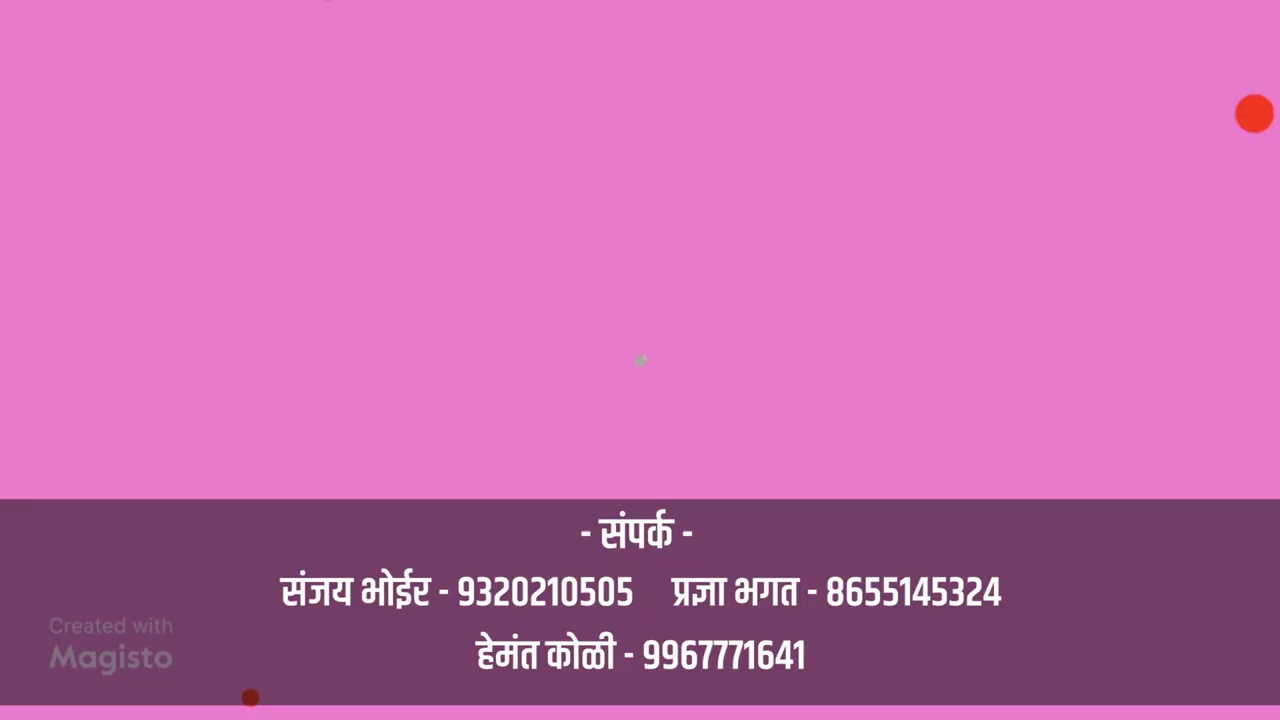 - संपर्क -
संजय भोईर - 9320210505 प्रज्ञा भगत - 8655145324
हेमंत कोळी - 9967771641
Created with
Magisto